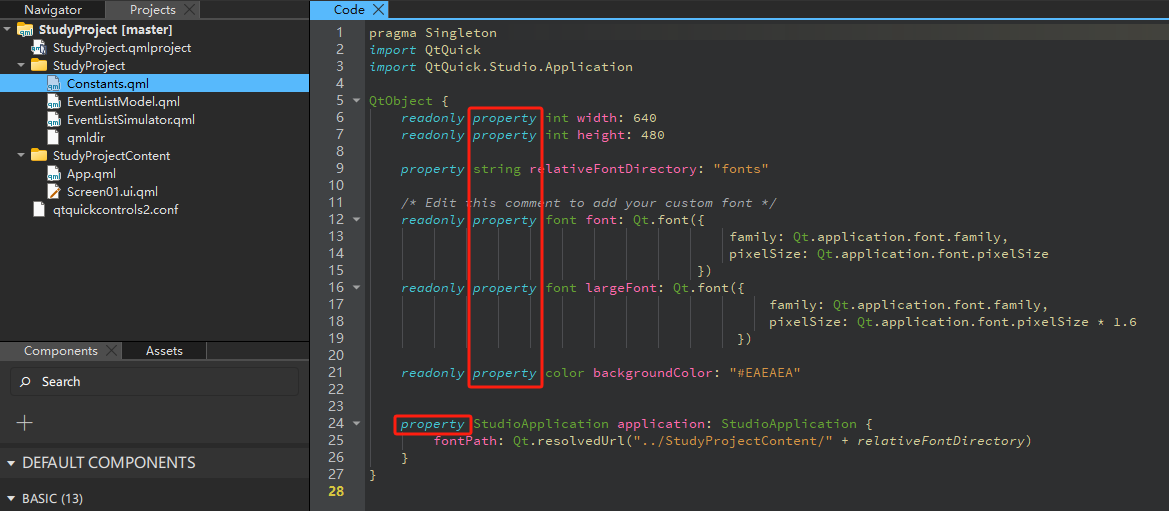 Navigator
Projects
StudyProject [master]
StudyProject.qmlproject
StudyProject
Constants.qml
EventListModel.qml
EventListSimulator.qml
qmldir
StudyProjectContent
App.qml
Screen01.ui.qml
qtquickcontrols2.conf
Components
Assets
Search
DEFAULT COMPONENTS
BASIC (13)
Code
1 pragma Singleton
2 import QtQuick
3 import QtQuick.Studio.Application
4
5 QtObject {
6 readonly property int width: 640
7 readonly property int height: 480
8
9 property string relativeFontDirectory: "fonts"
10
11 /* Edit this comment to add your custom font */
12 readonly property font font: Qt.font({
13 family: Qt.application.font.family,
14 pixelSize: Qt.application.font.pixelSize
15 })
16 readonly property font largeFont: Qt.font({
17 family: Qt.application.font.family,
18 pixelSize: Qt.application.font.pixelSize * 1.6
19 })
20
21 readonly property color backgroundColor: "#EAEAEA"
22
23
24 property StudioApplication application: StudioApplication {
25 fontPath: Qt.resolvedUrl("../StudyProjectContent/" + relativeFontDirectory)
26 }
27 }
28